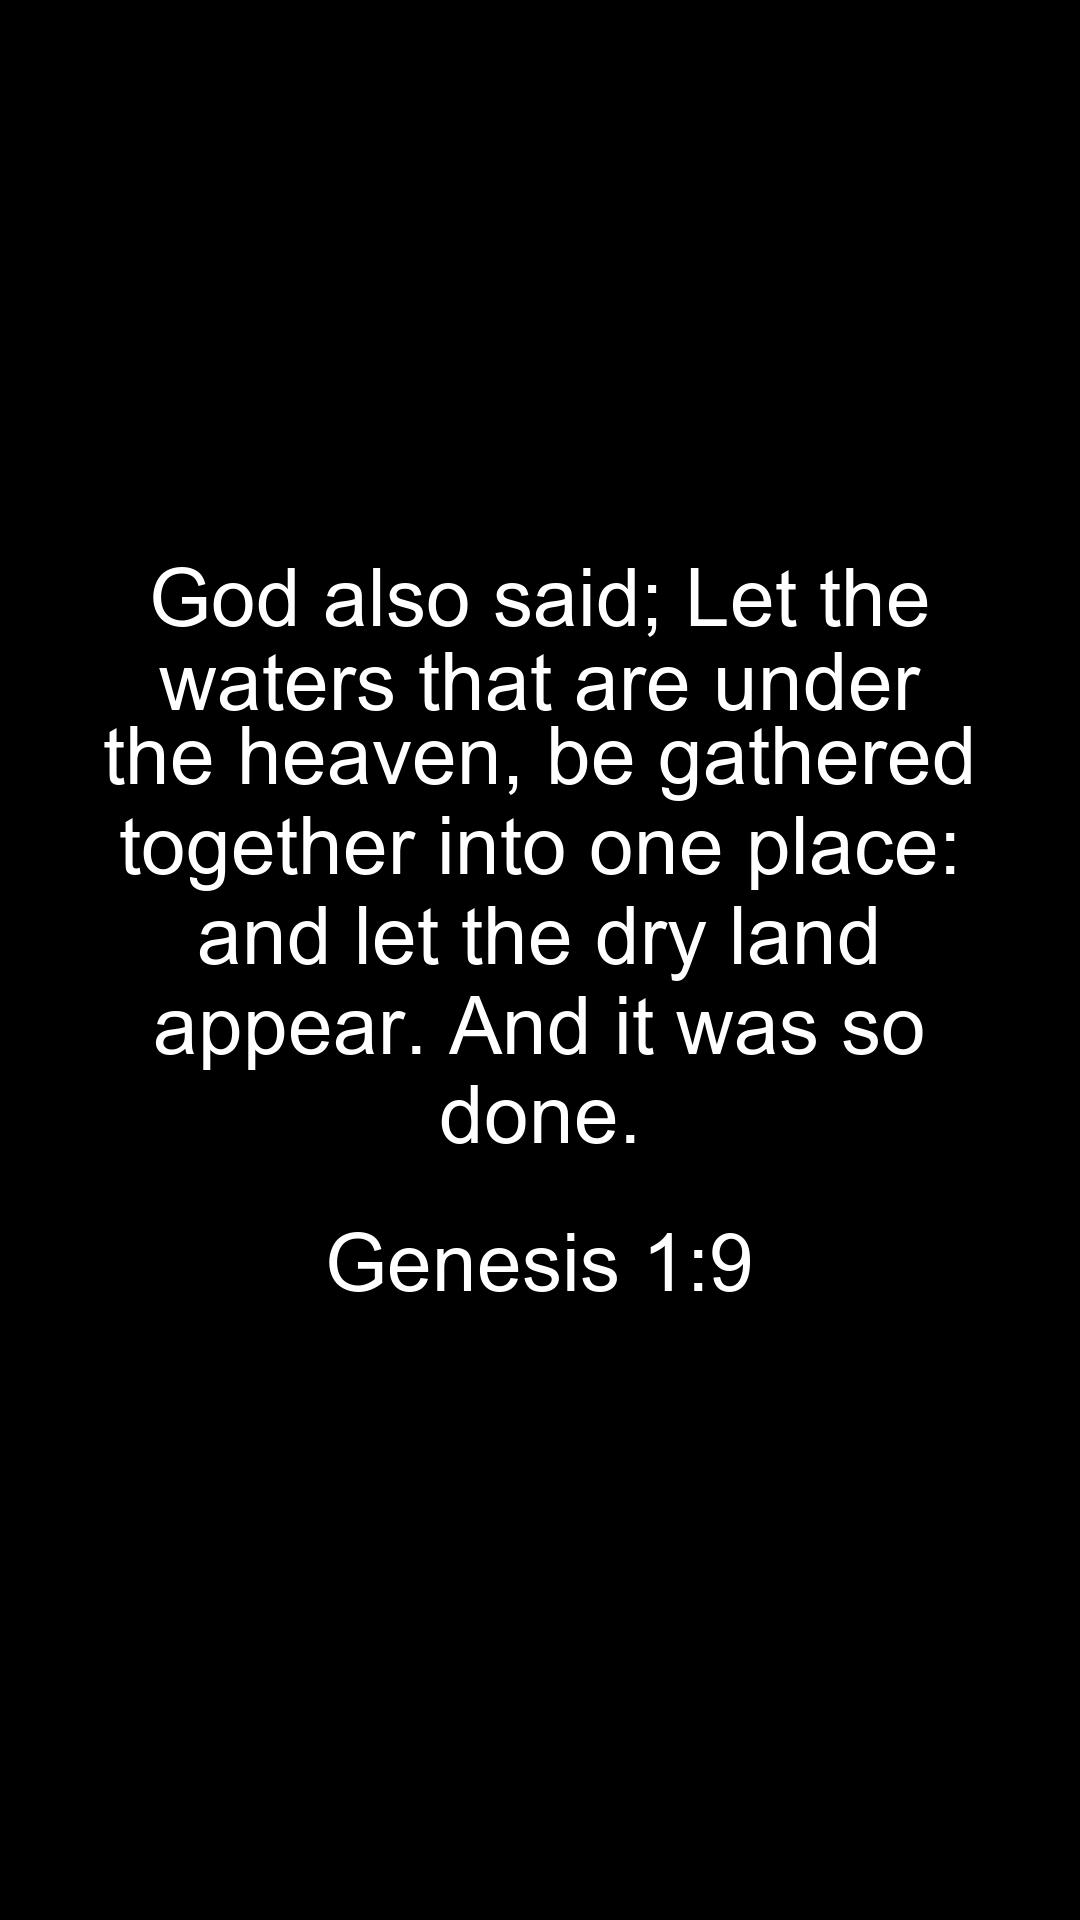 God also said; Let the
waters that are under
the heaven, be gathered
together into one place:
and let the dry land
appear. And it was so
done.
Genesis 1:9